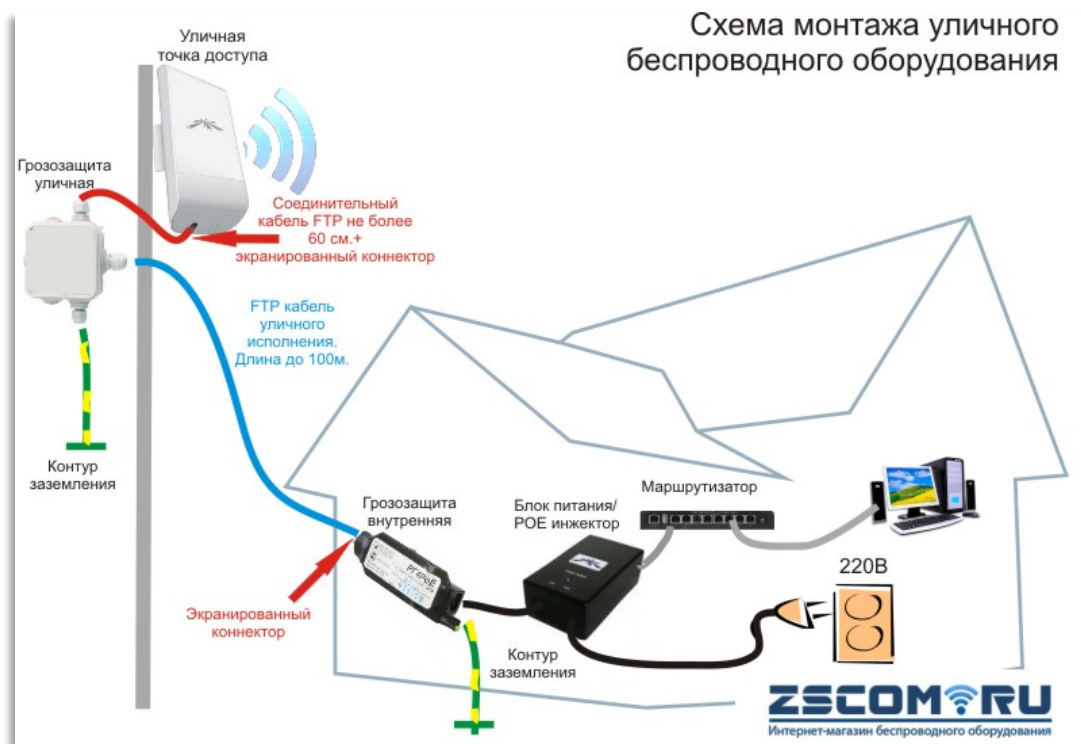 Схема монтажа уличного
беспроводного оборудования
Уличная
точка доступа
Грозозащита
уличная
Соединительный
кабель FTP не более
60 см.+
экранированный коннектор
FTP кабель
уличного
исполнения.
Длина до 100м.
Контур
заземления
Грозозащита
внутренняя
Блок питания/
POE инжектор
Маршрутизатор
220В
РГ4PoE
Экранированный
коннектор
Контур
заземления
ZSCOM RU
Интернет-магазин беспроводного оборудования